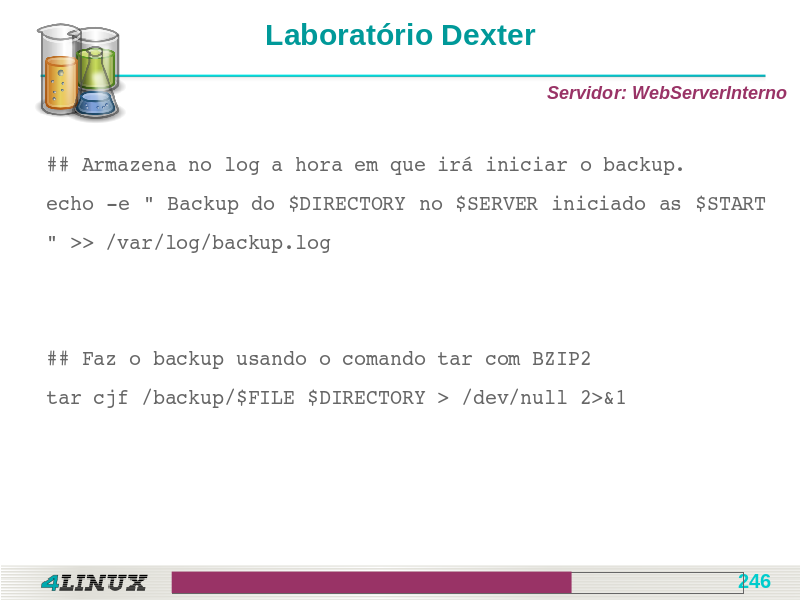 Laboratório Dexter
Servidor: WebServerInterno
## Armazena no log a hora em que irá iniciar o backup.
echo -e " Backup do $DIRECTORY no $SERVER iniciado as $START
" >> /var/log/backup.log
## Faz o backup usando o comando tar com BZIP2
tar cjf /backup/$FILE $DIRECTORY > /dev/null 2>&1
4LINUX
246